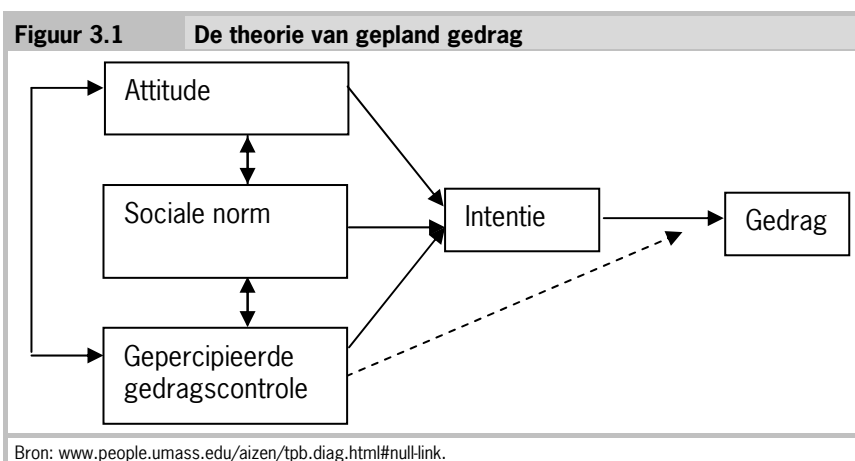 Figuur 3.1 De theorie van gepland gedrag
Attitude
Sociale norm
Intentie
Gedrag
Gepercipieerde
gedragscontrole
Bron: www.people.umass.edu/aizen/tpb.diag.html#null-link.